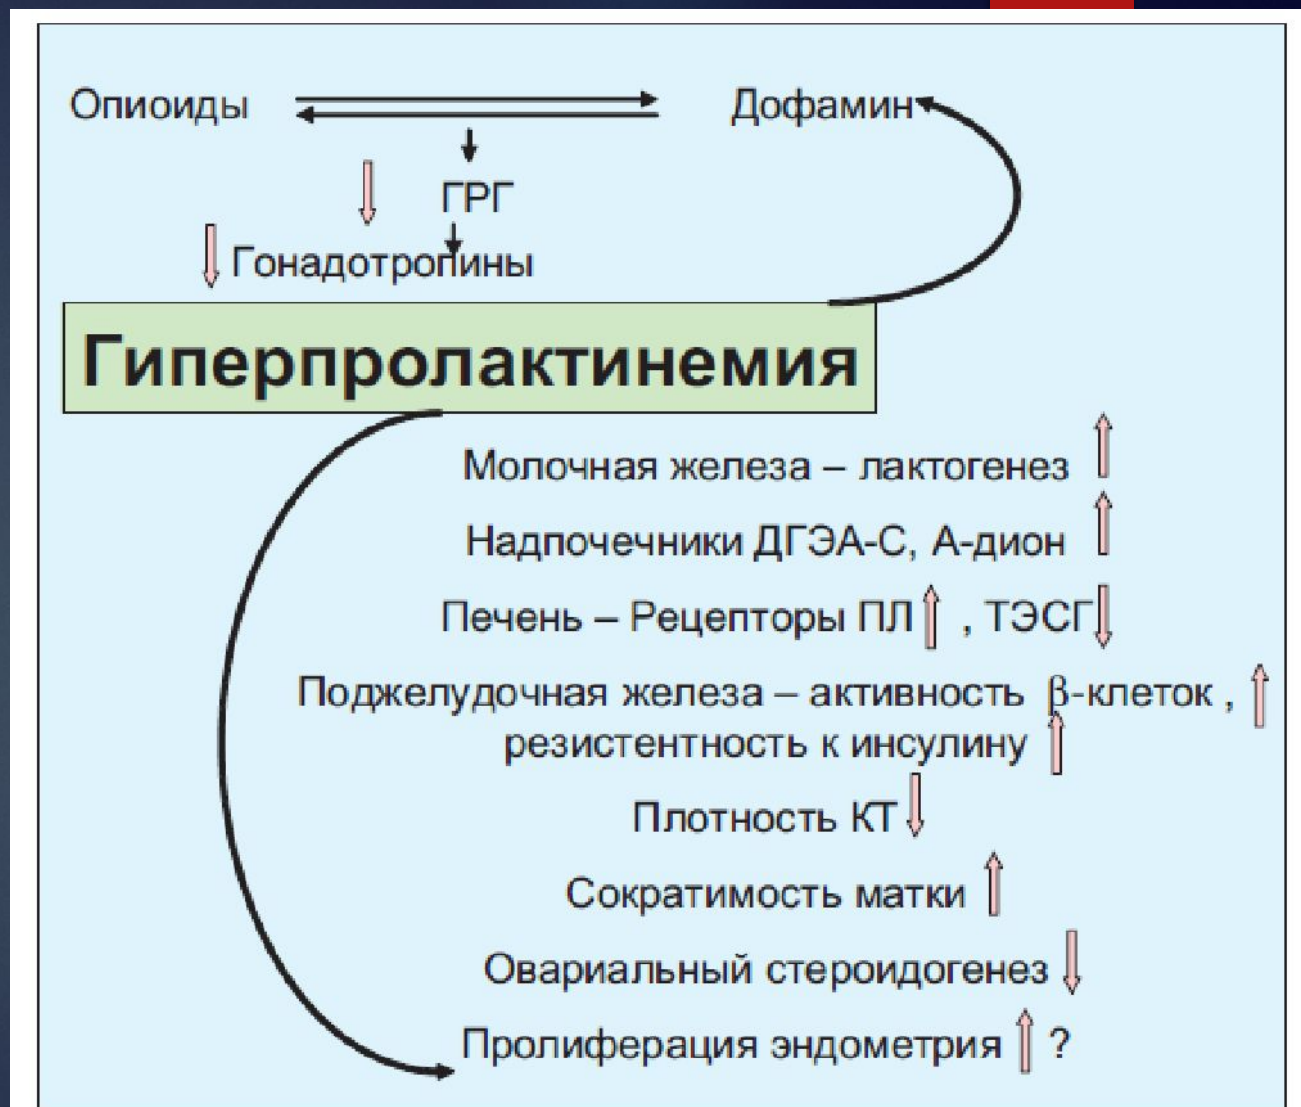 Опиоиды Дофамин
ГРГ
Гонадотропины
Гиперпролактинемия
Молочная железа – лактогенез
Надпочечники ДГЭА-С, А-дион
Печень – Рецепторы ПЛ , ТЭСГ
Поджелудочная железа – активность β-клеток ,
резистентность к инсулину
Плотность КТ
Сократимость матки
Овариальный стероидогенез
Пролиферация эндометрия ?